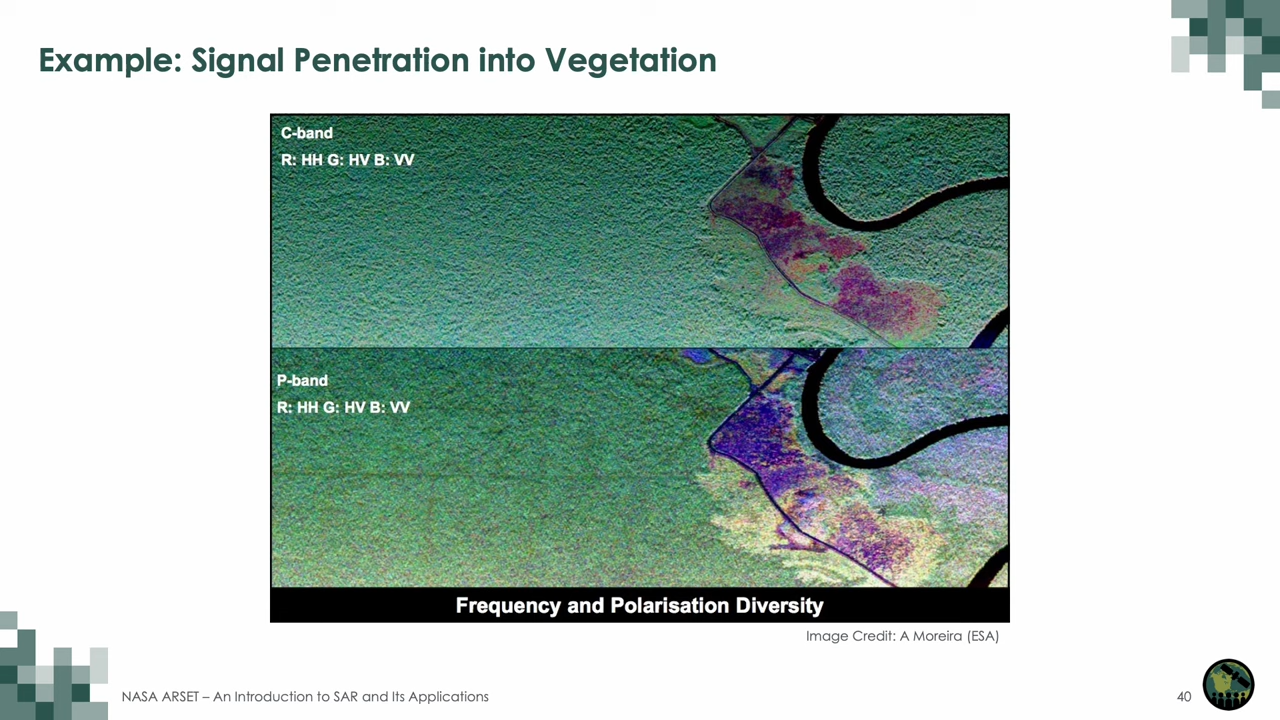 Example: Signal Penetration into Vegetation
C-band
R: HH G: HV B: VV
P-band
R: HH G: HV B: VV
Frequency and Polarisation Diversity
Image Credit: A Moreira (ESA)
NASA ARSET – An Introduction to SAR and Its Applications
40